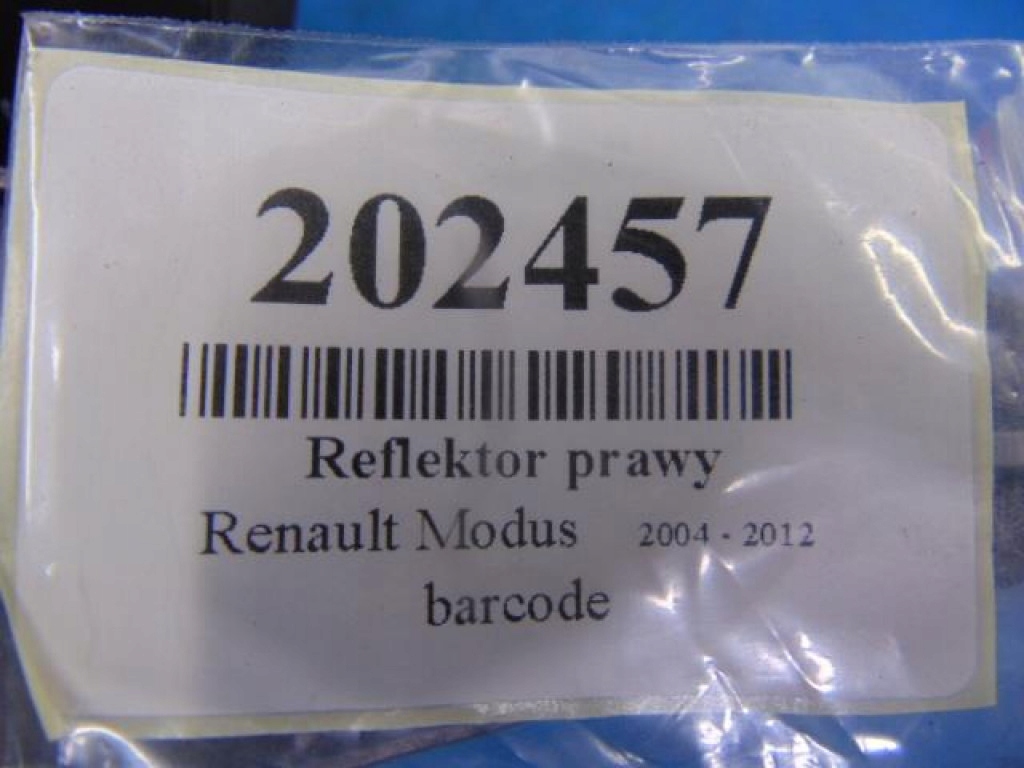 202457
Reflektor prawy
Renault Modus 2004 - 2012
barcode